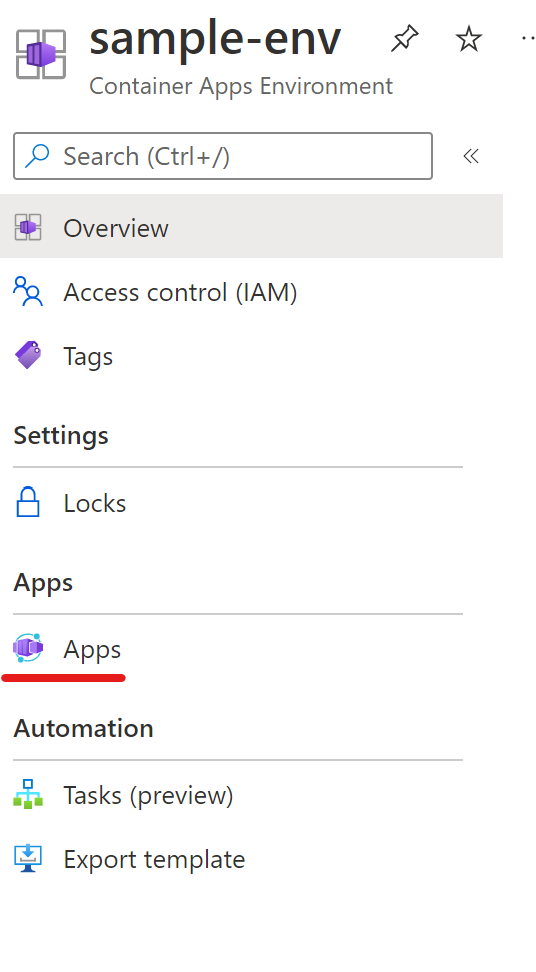 sample-env
Container Apps Environment
Search (Ctrl+/)
Overview
Access control (IAM)
Tags
Settings
Locks
Apps
Apps
Automation
Tasks (preview)
Export template